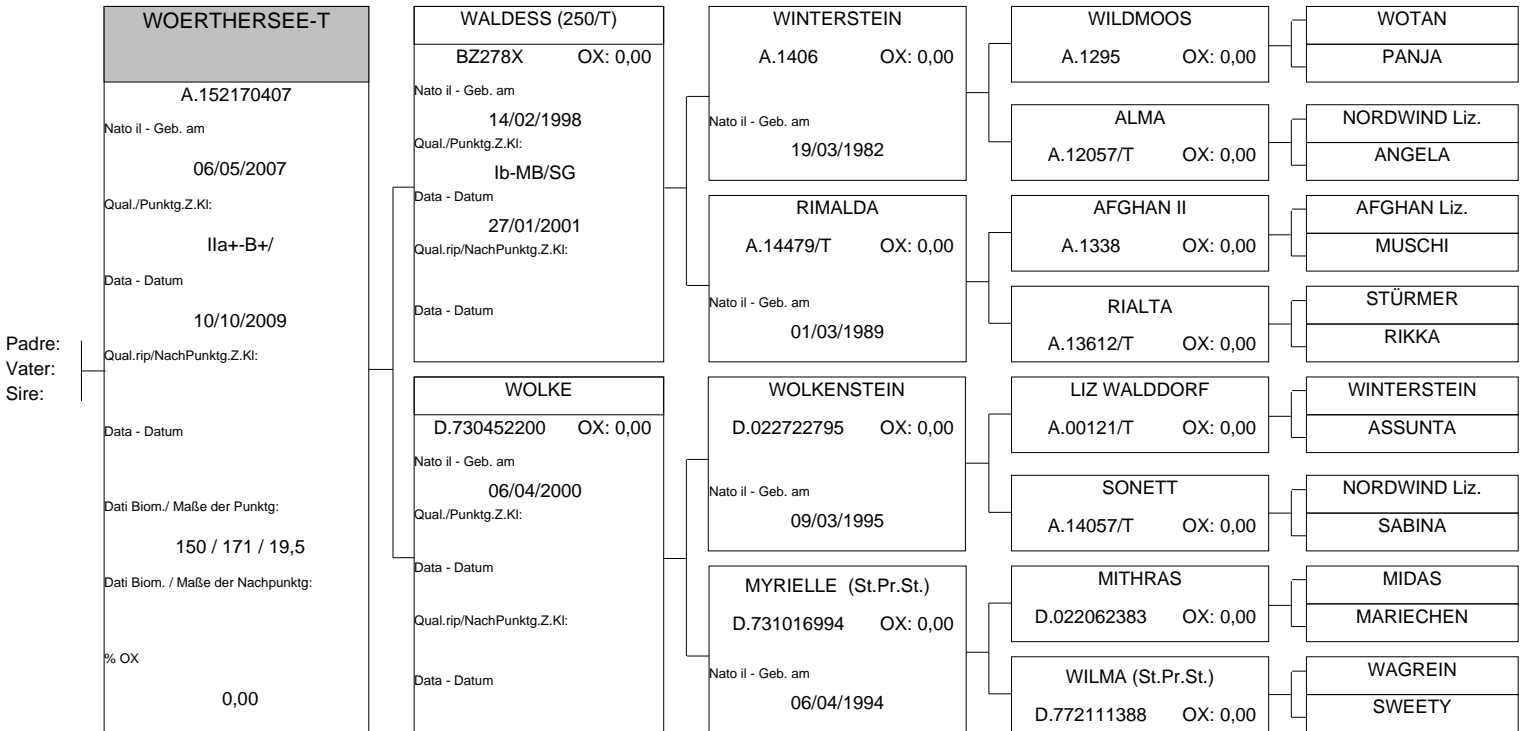 Padre:
Vater:
Sire:
WOERTHERSEE-T
A.152170407
Nato il - Geb. am
06/05/2007
Qual./Punktg.Z.Kl:
IIa+-B+/
Data - Datum
10/10/2009
Qual.rip/NachPunktg.Z.Kl:
Data - Datum
Dati Biom./ Maße der Punktg:
150 / 171 / 19,5
Dati Biom. / Maße der Nachpunktg:
% OX
0,00
WALDESS (250/T)
BZ278X OX: 0,00
Nato il - Geb. am
14/02/1998
Qual./Punktg.Z.Kl:
Ib-MB/SG
Data - Datum
27/01/2001
Qual.rip/NachPunktg.Z.Kl:
Data - Datum
WOLKE
D.730452200 OX: 0,00
Nato il - Geb. am
06/04/2000
Qual./Punktg.Z.Kl:
Data - Datum
Qual.rip/NachPunktg.Z.Kl:
Data - Datum
WINTERSTEIN
A.1406 OX: 0,00
Nato il - Geb. am
19/03/1982
RIMALDA
A.14479/T OX: 0,00
Nato il - Geb. am
01/03/1989
WOLKENSTEIN
D.022722795 OX: 0,00
Nato il - Geb. am
09/03/1995
MYRIELLE (St.Pr.St.)
D.731016994 OX: 0,00
Nato il - Geb. am
06/04/1994
WILDMOOS
A.1295 OX: 0,00
ALMA
A.12057/T OX: 0,00
AFGHAN II
A.1338 OX: 0,00
RIALTA
A.13612/T OX: 0,00
LIZ WALDDORF
A.00121/T OX: 0,00
SONETT
A.14057/T OX: 0,00
MITHRAS
D.022062383 OX: 0,00
WILMA (St.Pr.St.)
D.772111388 OX: 0,00
WOTAN
PANJA
NORDWIND Liz.
ANGELA
AFGHAN Liz.
MUSCHI
STÜRMER
RIKKA
WINTERSTEIN
ASSUNTA
NORDWIND Liz.
SABINA
MIDAS
MARIECHEN
WAGREIN
SWEETY